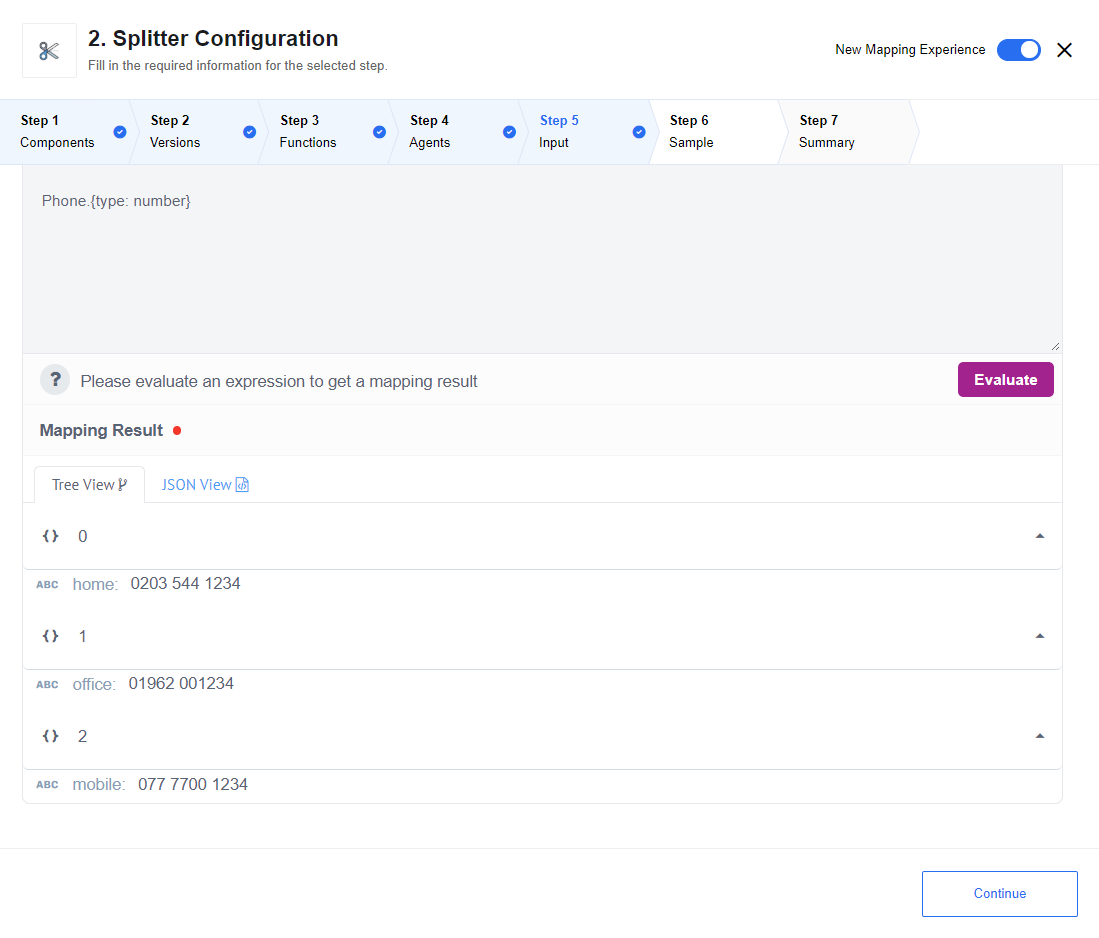 2. Splitter Configuration
Fill in the required information for the selected step.
New Mapping Experience
Step 1
Components
Step 2
Versions
Step 3
Functions
Step 4
Agents
Step 5
Input
Step 6
Sample
Step 7
Summary
Phone.{type: number}
? Please evaluate an expression to get a mapping result
Evaluate
Mapping Result
Tree View
JSON View
{} 0
ABC home: 0203 544 1234
{} 1
ABC office: 01962 001234
{} 2
ABC mobile: 077 7700 1234
Continue